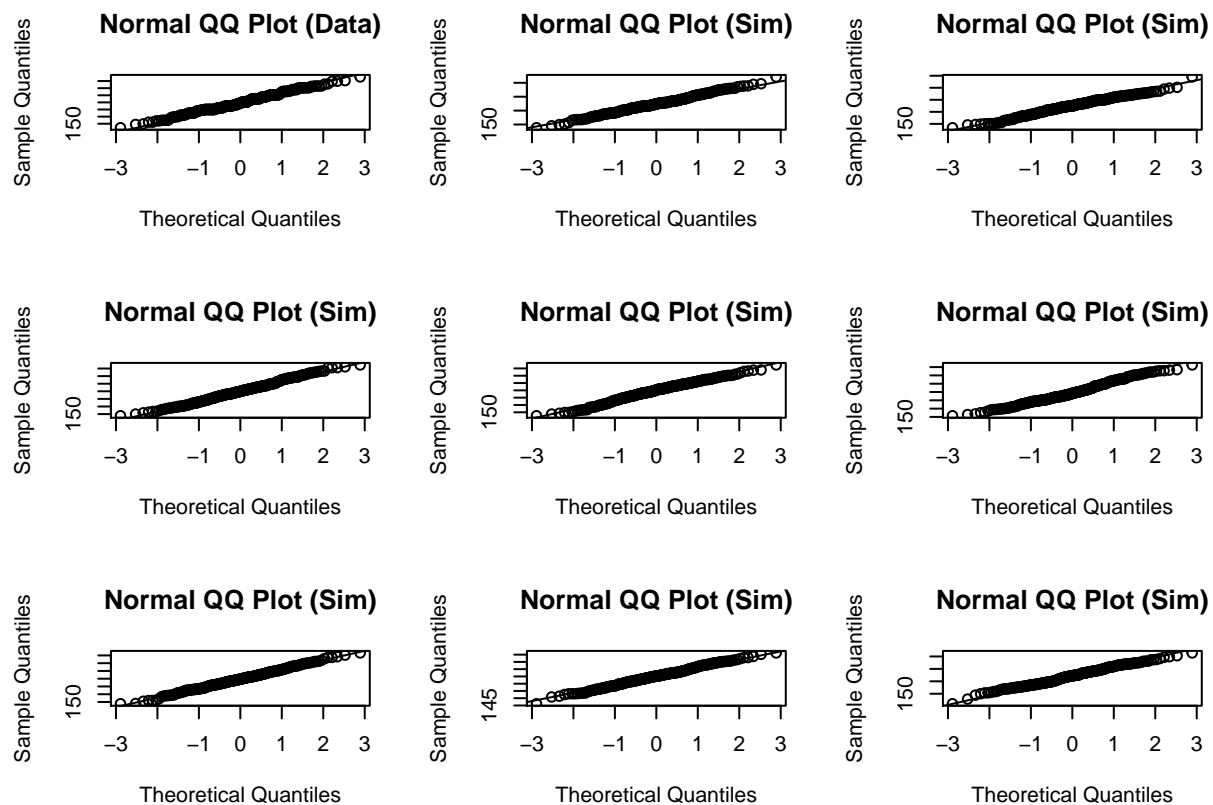 Normal QQ Plot (Data) Normal QQ Plot (Sim) Normal QQ Plot (Sim)
Sample Quantiles Sample Quantiles Sample Quantiles
150 150 150
−3 −1 0 1 2 3 −3 −1 0 1 2 3 −3 −1 0 1 2 3
Theoretical Quantiles Theoretical Quantiles Theoretical Quantiles
Normal QQ Plot (Sim) Normal QQ Plot (Sim) Normal QQ Plot (Sim)
Sample Quantiles Sample Quantiles Sample Quantiles
150 150 150
−3 −1 0 1 2 3 −3 −1 0 1 2 3 −3 −1 0 1 2 3
Theoretical Quantiles Theoretical Quantiles Theoretical Quantiles
Normal QQ Plot (Sim) Normal QQ Plot (Sim) Normal QQ Plot (Sim)
Sample Quantiles Sample Quantiles Sample Quantiles
150 145 150
−3 −1 0 1 2 3 −3 −1 0 1 2 3 −3 −1 0 1 2 3
Theoretical Quantiles Theoretical Quantiles Theoretical Quantiles